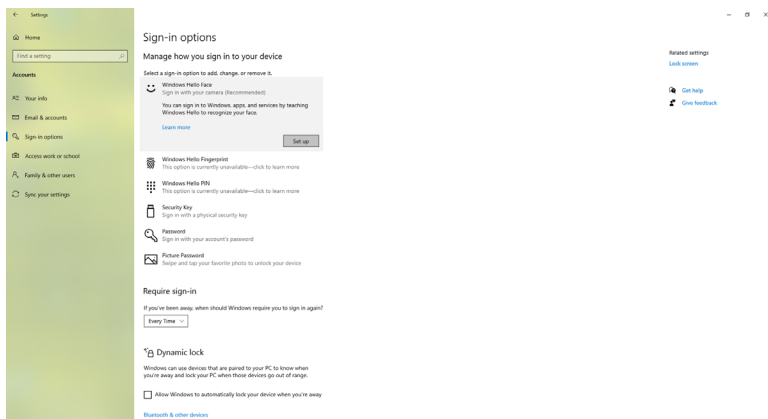 Settings
Home
Find a setting
Accounts
Your info
Email & accounts
Sign-in options
Access work or school
Family & other users
Sync your settings
Sign-in options
Manage how you sign in to your device
Select a sign-in option to add, change, or remove it.
Windows Hello Face
Sign in with your camera (Recommended)
You can sign in to Windows, apps, and services by teaching
Windows Hello to recognize your face.
Learn more
Set up
Windows Hello Fingerprint
This option is currently unavailable—click to learn more
Windows Hello PIN
This option is currently unavailable—click to learn more
Security Key
Sign in with a physical security key
Password
Sign in with your account's password
Picture Password
Swipe and tap your favorite photo to unlock your device
Require sign-in
If you've been away, when should Windows require you to sign in again?
Every Time
Dynamic lock
Windows can use devices that are paired to your PC to know when
you're away and lock your PC when those devices go out of range.
Allow Windows to automatically lock your device when you're away
Bluetooth & other devices
Related settings
Lock screen
Get help
Give feedback